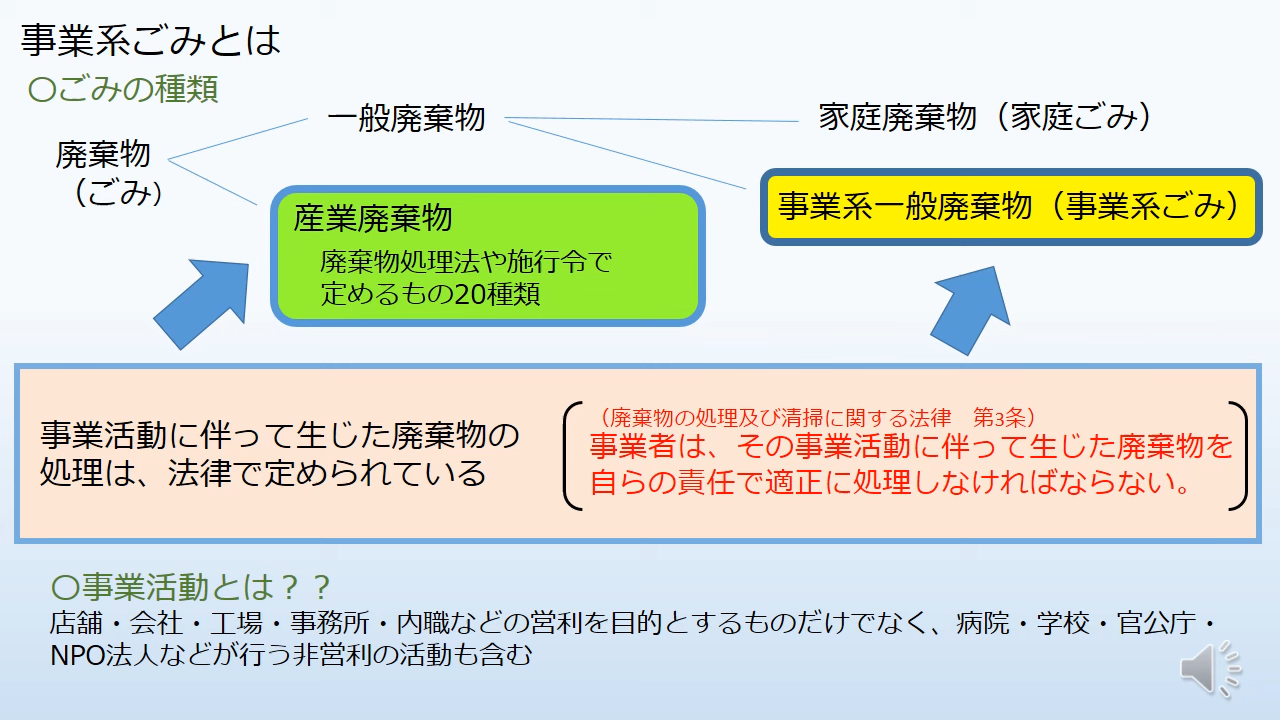 事業系ごみとは
〇ごみの種類
一般廃棄物
家庭廃棄物（家庭ごみ）
廃棄物
（ごみ）
事業系一般廃棄物（事業系ごみ）
産業廃棄物
廃棄物処理法や施行令で
定めるもの20種類
事業活動に伴って生じた廃棄物の
処理は、法律で定められている
（廃棄物の処理及び清掃に関する法律　第3条）
事業者は、その事業活動に伴って生じた廃棄物を
自らの責任で適正に処理しなければならない。
〇事業活動とは？？
店舗・会社・工場・事務所・内職などの営利を目的とするものだけでなく、病院・学校・官公庁・
NPO法人などが行う非営利の活動も含む